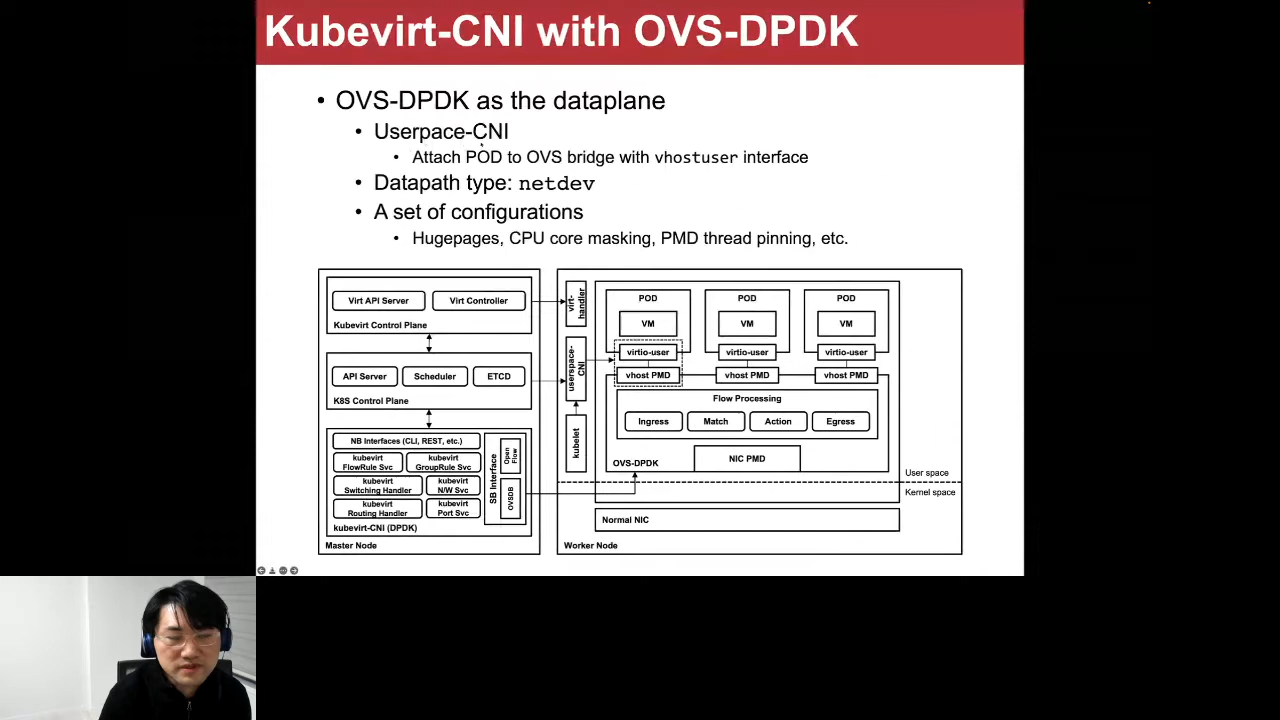 Kubevirt-CNI with OVS-DPDK
• OVS-DPDK as the dataplane
• Userpace-CNI
• Attach POD to OVS bridge with vhostuser interface
• Datapath type: netdev
• A set of configurations
• Hugepages, CPU core masking, PMD thread pinning, etc.
Virt API Server
Virt Controller
Kubevirt Control Plane
API Server
Scheduler
ETCD
K8S Control Plane
NB Interfaces (CLI, REST, etc.)
kubevirt
FlowRule Svc
kubevirt
GroupRule Svc
kubevirt
Switching Handler
kubevirt
N/W Svc
kubevirt
Routing Handler
kubevirt
Port Svc
SB Interface
Open
Flow
OVSDB
kubevirt-CNI (DPDK)
Master Node
virt-
handler
userspace-
CNI
kubelet
POD
VM
virtio-user
vhost PMD
POD
VM
virtio-user
vhost PMD
POD
VM
virtio-user
vhost PMD
Flow Processing
Ingress
Match
Action
Egress
OVS-DPDK
NIC PMD
User space
Kernel space
Normal NIC
Worker Node